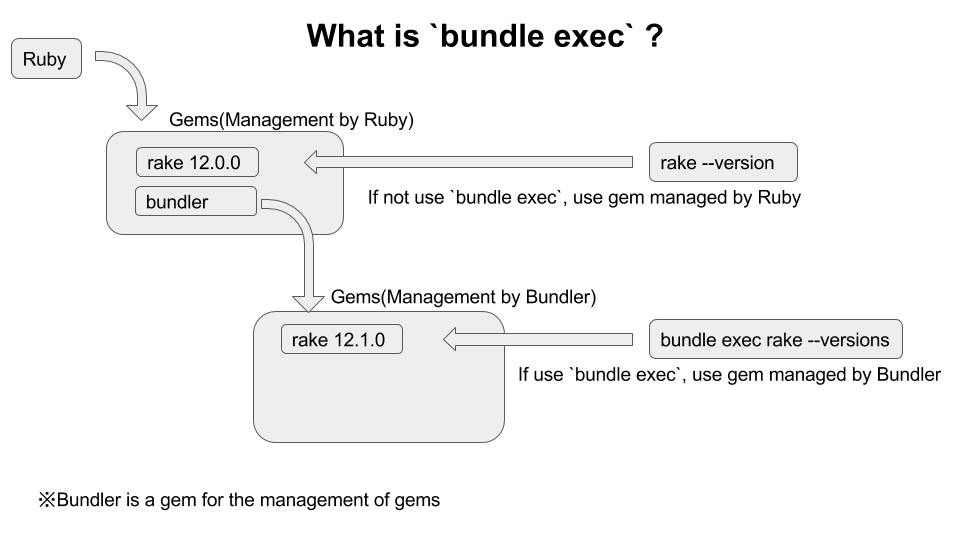 What is `bundle exec` ?
Ruby
Gems(Management by Ruby)
rake 12.0.0
rake --version
bundler
If not use `bundle exec`, use gem managed by Ruby
Gems(Management by Bundler)
rake 12.1.0
bundle exec rake --versions
If use `bundle exec`, use gem managed by Bundler
※Bundler is a gem for the management of gems